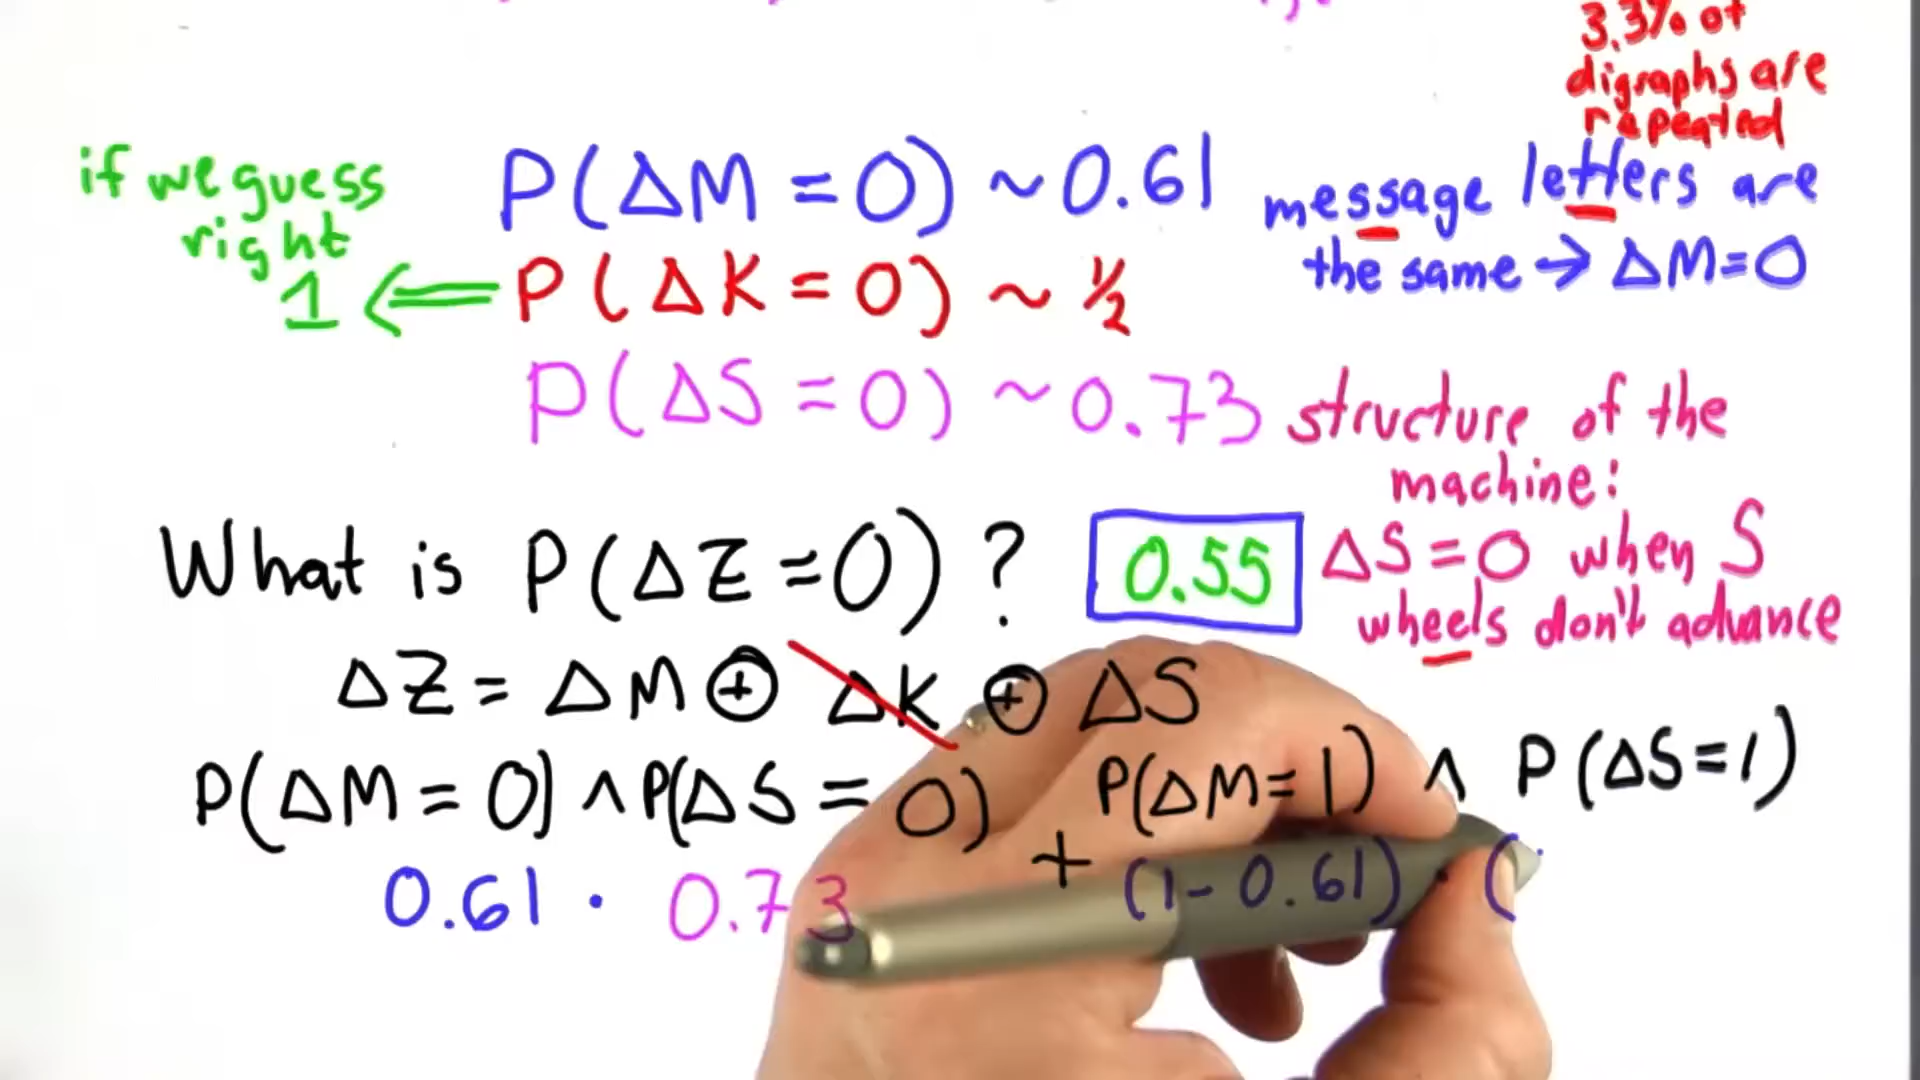 3.3% of
digraphs are
repeated
if we guess
right
1 ⇐ P(ΔK = 0) ~ 1/2
P(ΔM = 0) ~ 0.61
message letters are
the same → ΔM = 0
P(ΔS = 0) ~ 0.73
structure of the
machine:
ΔS = 0 when S
wheels don't advance
What is P(ΔZ = 0)? 0.55
ΔZ = ΔM ⊕ ΔK ⊕ ΔS
P(ΔM = 0) ∧ P(ΔS = 0) + P(ΔM = 1) ∧ P(ΔS = 1)
0.61 · 0.73 (1 - 0.61) · (